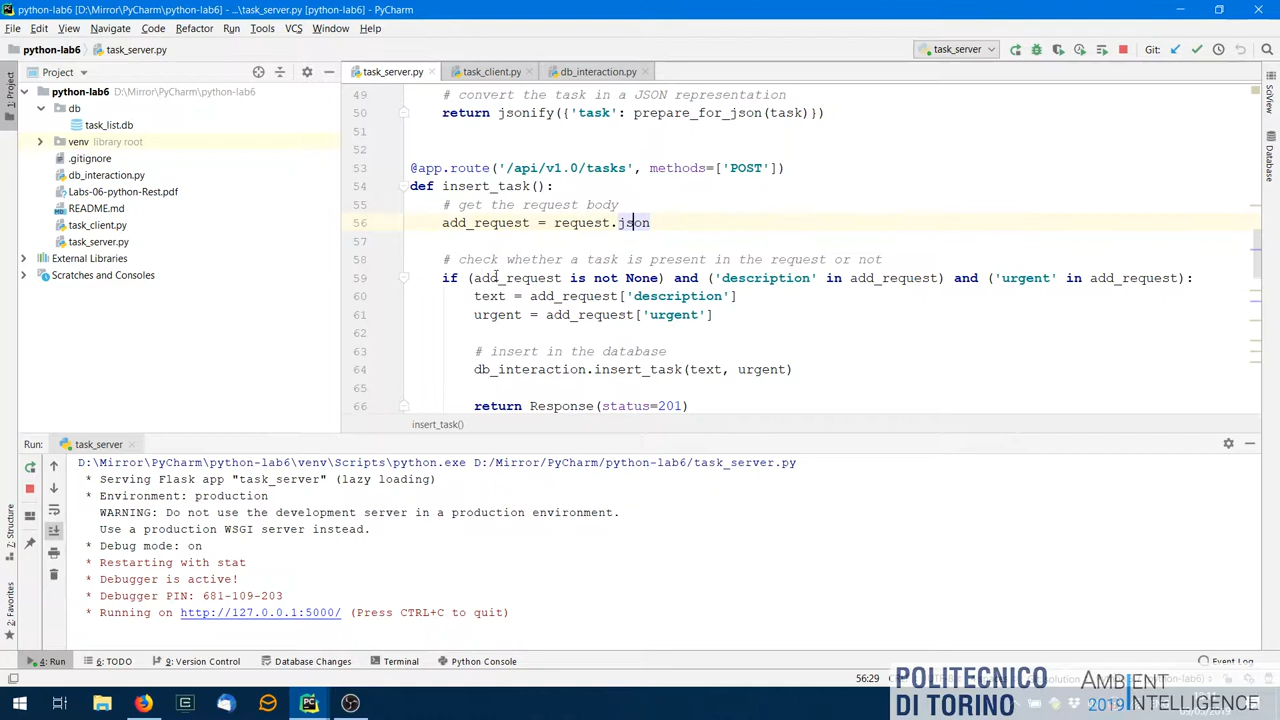 python-lab6 [D:\Mirror\PyCharm\python-lab6] - ...\task_server.py - PyCharm
File Edit View Navigate Code Refactor Run Tools VCS Window Help
python-lab6 task_server.py
task_server
Git:
Project
task_server.py
task_client.py
db_interaction.py
1: Project
SciView
Database
python-lab6 D:\Mirror\PyCharm\python-lab6
db
task_list.db
venv library root
.gitignore
db_interaction.py
Labs-06-python-Rest.pdf
README.md
task_client.py
task_server.py
External Libraries
Scratches and Consoles
49 # convert the task in a JSON representation
50 return jsonify({'task': prepare_for_json(task)})
51
52
53 @app.route('/api/v1.0/tasks', methods=['POST'])
54 def insert_task():
55 # get the request body
56 add_request = request.json
57
58 # check whether a task is present in the request or not
59 if (add_request is not None) and ('description' in add_request) and ('urgent' in add_request):
60 text = add_request['description']
61 urgent = add_request['urgent']
62
63 # insert in the database
64 db_interaction.insert_task(text, urgent)
65
66 return Response(status=201)
insert_task()
Run: task_server
D:\Mirror\PyCharm\python-lab6\venv\Scripts\python.exe D:/Mirror/PyCharm/python-lab6/task_server.py
* Serving Flask app "task_server" (lazy loading)
* Environment: production
WARNING: Do not use the development server in a production environment.
Use a production WSGI server instead.
* Debug mode: on
* Restarting with stat
* Debugger is active!
* Debugger PIN: 681-109-203
* Running on http://127.0.0.1:5000/ (Press CTRL+C to quit)
7: Structure
2: Favorites
4: Run 6: TODO 9: Version Control Database Changes Terminal Python Console Event Log
56:29
POLITECNICO
DI TORINO
AMBIENT
2019 INTELLIGENCE